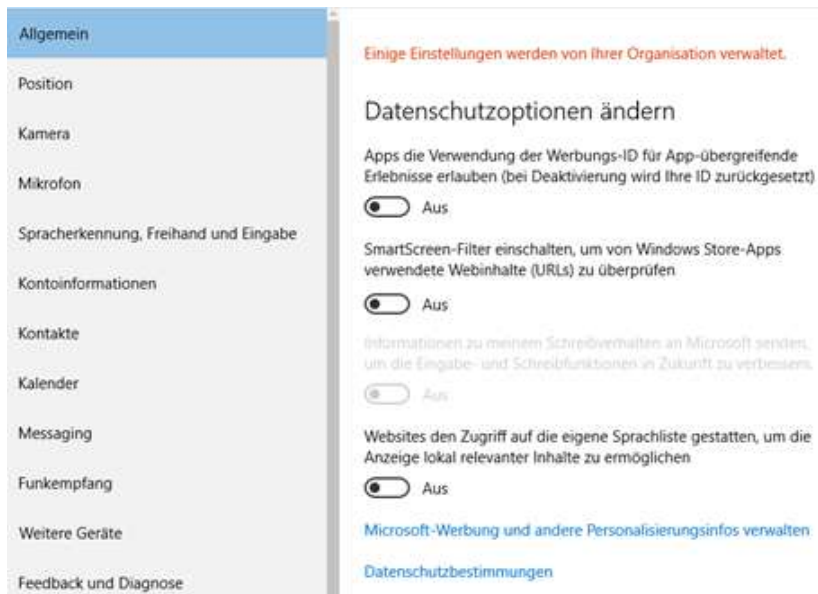 Allgemein
Position
Kamera
Mikrofon
Spracherkennung, Freihand und Eingabe
Kontoinformationen
Kontakte
Kalender
Messaging
Funkempfang
Weitere Geräte
Feedback und Diagnose
Einige Einstellungen werden von Ihrer Organisation verwaltet.
Datenschutzoptionen ändern
Apps die Verwendung der Werbungs-ID für App-übergreifende
Erlebnisse erlauben (bei Deaktivierung wird Ihre ID zurückgesetzt)
Aus
SmartScreen-Filter einschalten, um von Windows Store-Apps
verwendete Webinhalte (URLs) zu überprüfen
Aus
Informationen zu meinem Schreibverhalten an Microsoft senden,
um die Eingabe- und Schreibfunktionen in Zukunft zu verbessern.
Aus
Websites den Zugriff auf die eigene Sprachliste gestatten, um die
Anzeige lokal relevanter Inhalte zu ermöglichen
Aus
Microsoft-Werbung und andere Personalisierungsinfos verwalten
Datenschutzbestimmungen